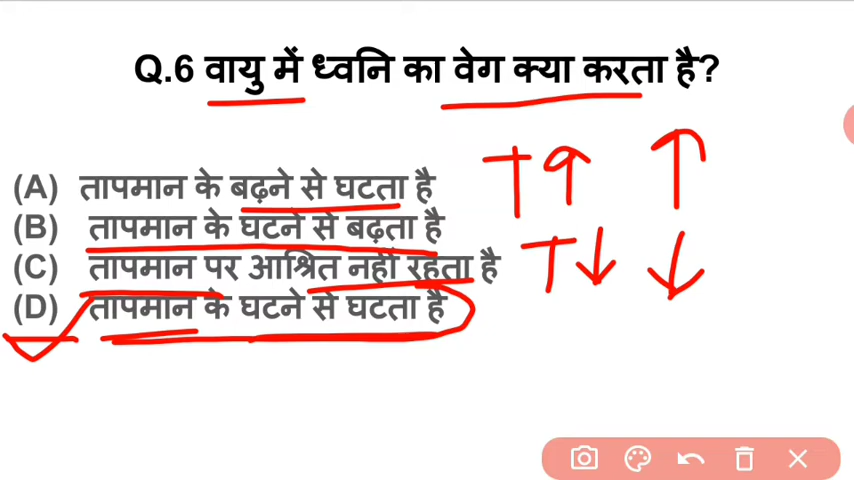 Q.6 वायु में ध्वनि का वेग क्या करता है?
(A) तापमान के बढ़ने से घटता है
(B) तापमान के घटने से बढ़ता है
(C) तापमान पर आश्रित नहीं रहता है
(D) तापमान के घटने से घटता है
T↑ ↑
T↓ ↓